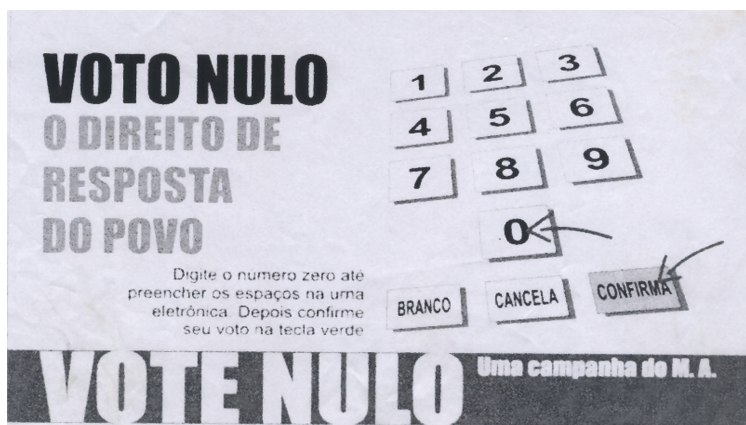 VOTO NULO
O DIREITO DE
RESPOSTA
DO POVO
Digite o numero zero até
preencher os espaços na urna
eletrônica. Depois confirme
seu voto na tecla verde
1 2 3
4 5 6
7 8 9
0
BRANCO CANCELA CONFIRMA
VOTE NULO
Uma campanha do M. A.